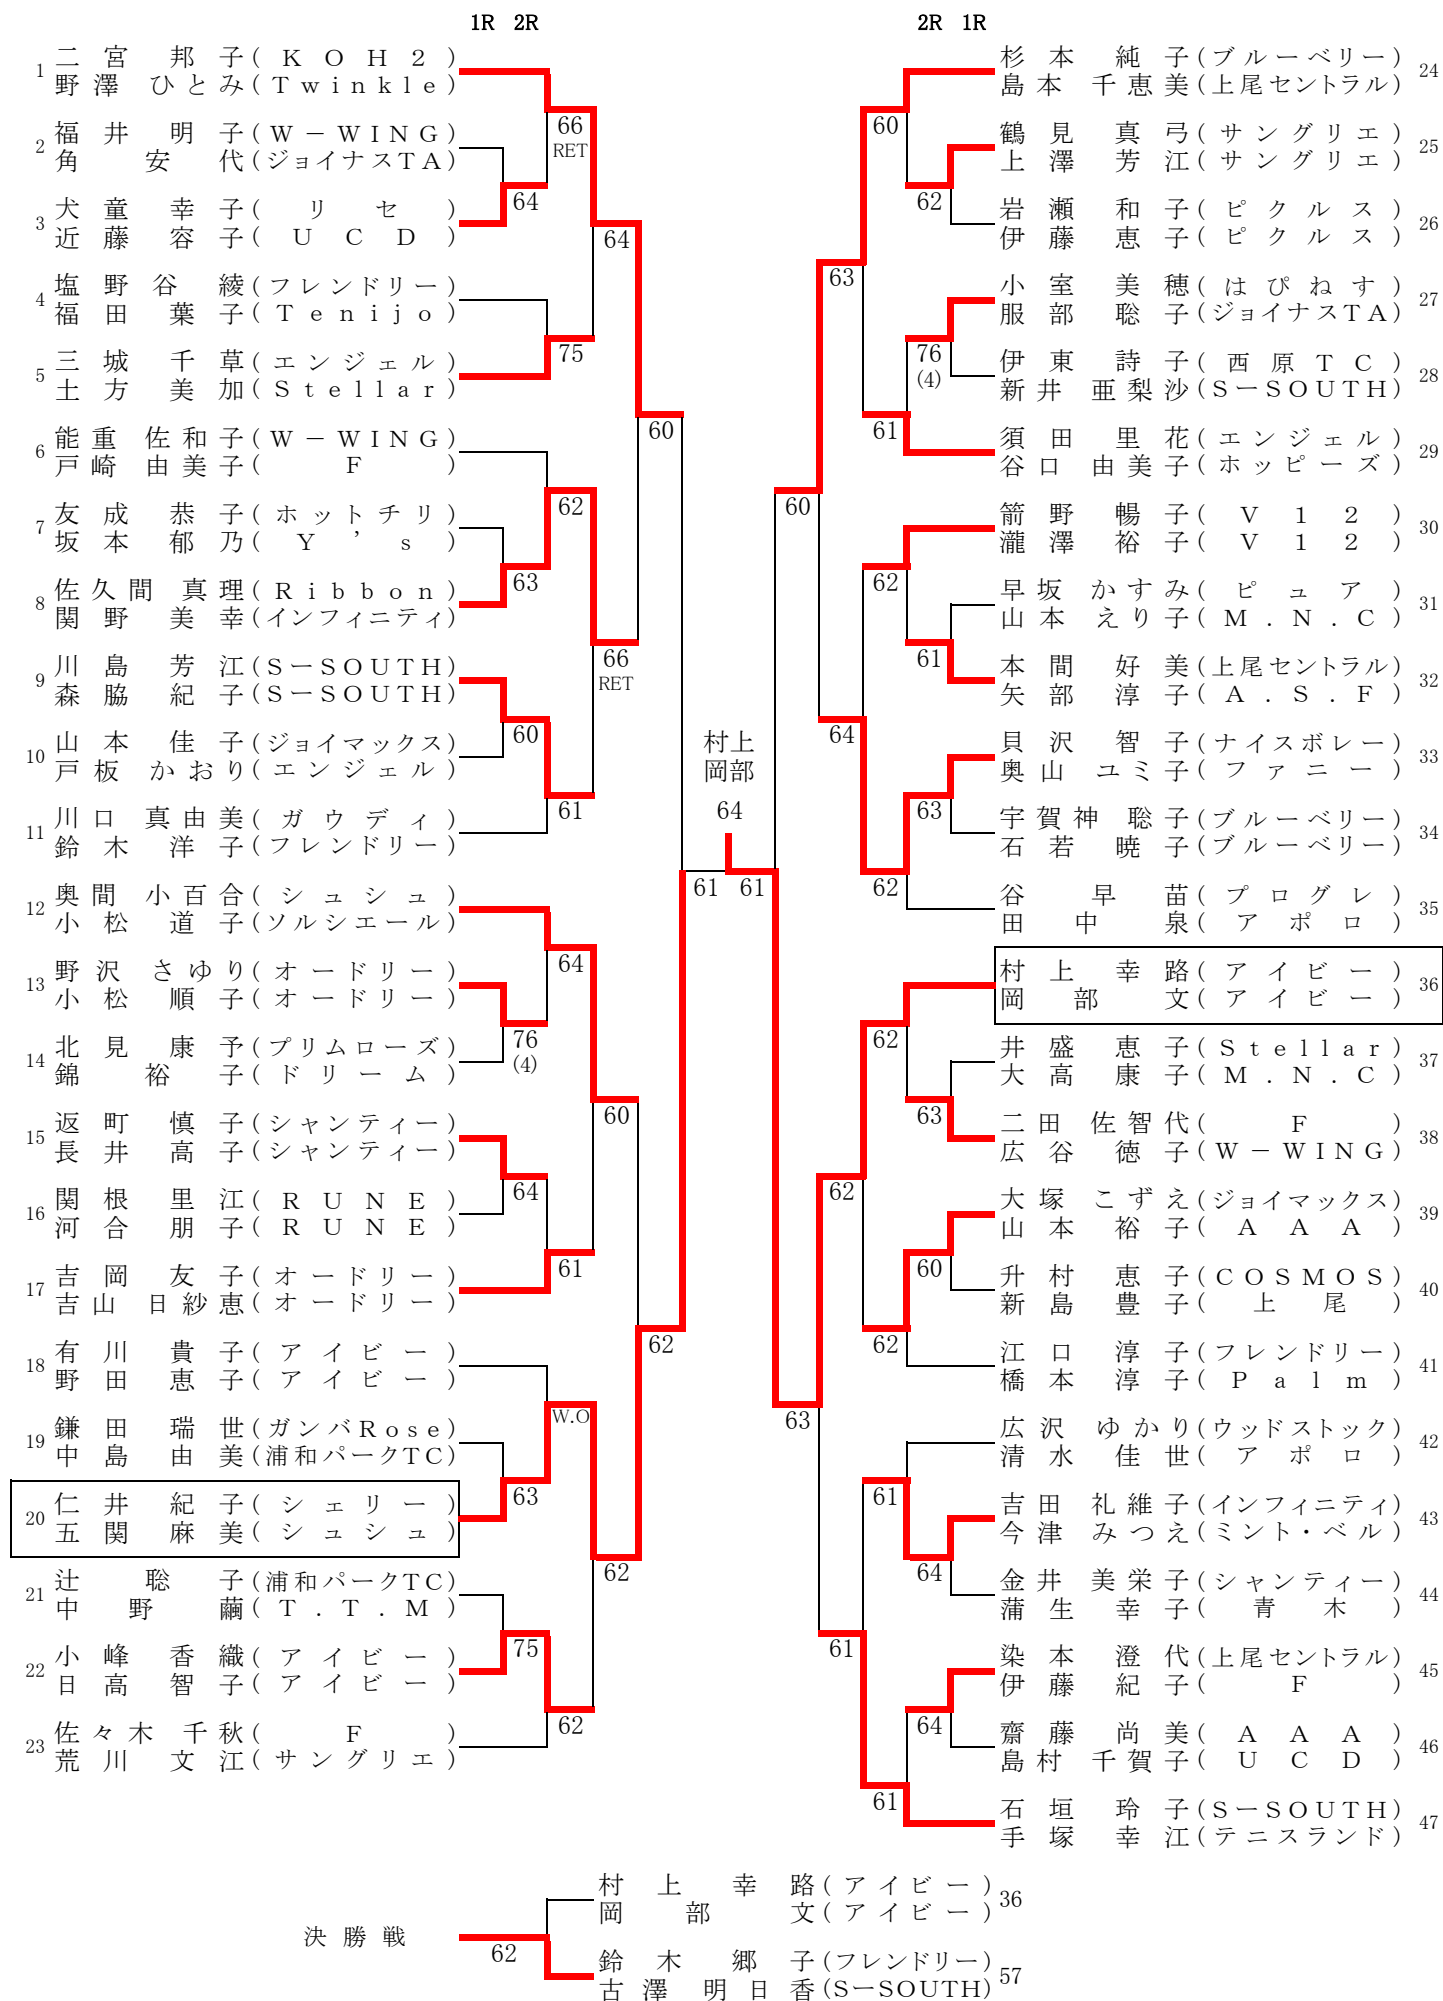 1R 2R
2R 1R
1 二宮 邦子(KOH2)
野澤 ひとみ(Twinkle)
2 福井 明子(W－WING)
角 安代(ジョイナスTA)
3 犬童 幸子(リセ)
近藤 容子(UCD)
4 塩野谷 綾(フレンドリー)
福田 葉子(Tenijo)
5 三城 千草(エンジェル)
土方 美加(Stellar)
6 能重 佐和子(W－WING)
戸崎 由美子(F)
7 友成 恭子(ホットチリ)
坂本 郁乃(Y's)
8 佐久間 真理(Ribbon)
関野 美幸(インフィニティ)
9 川島 芳江(SーSOUTH)
森脇 紀子(SーSOUTH)
10 山本 佳子(ジョイマックス)
戸板 かおり(エンジェル)
11 川口 真由美(ガウディ)
鈴木 洋子(フレンドリー)
12 奥間 小百合(シュシュ)
小松 道子(ソルシエール)
13 野沢 さゆり(オードリー)
小松 順子(オードリー)
14 北見 康予(プリムローズ)
錦 裕子(ドリーム)
15 返町 慎子(シャンティー)
長井 高子(シャンティー)
16 関根 里江(RUNE)
河合 朋子(RUNE)
17 吉岡 友子(オードリー)
吉山 日紗恵(オードリー)
18 有川 貴子(アイビー)
野田 恵子(アイビー)
19 鎌田 瑞世(ガンバRose)
中島 由美(浦和パークTC)
20 仁井 紀子(シェリー)
五関 麻美(シュシュ)
21 辻 聡子(浦和パークTC)
中野 繭(T.T.M)
22 小峰 香織(アイビー)
日高 智子(アイビー)
23 佐々木 千秋(F)
荒川 文江(サングリエ)
64
63
60
76
(4)
64
63
75
66
RET
75
62
61
64
61
W.O
62
64
66
RET
60
62
60
62
61
村上
岡部
64
61
60
63
63
64
62
61
60
61
62
62
62
62
61
61
62
76
(4)
61
63
63
60
64
64
杉本 純子(ブルーベリー) 24
島本 千恵美(上尾セントラル)
鶴見 真弓(サングリエ) 25
上澤 芳江(サングリエ)
岩瀬 和子(ピクルス) 26
伊藤 恵子(ピクルス)
小室 美穂(はぴねす) 27
服部 聡子(ジョイナスTA)
伊東 詩子(西原TC) 28
新井 亜梨沙(SーSOUTH)
須田 里花(エンジェル) 29
谷口 由美子(ホッピーズ)
箭野 暢子(V12) 30
瀧澤 裕子(V12)
早坂 かすみ(ピュア) 31
山本 えり子(M.N.C)
本間 好美(上尾セントラル) 32
矢部 淳子(A.S.F)
貝沢 智子(ナイスボレー) 33
奥山 ユミ子(ファニー)
宇賀神 聡子(ブルーベリー) 34
石若 暁子(ブルーベリー)
谷 早苗(プログレ) 35
田中 泉(アポロ)
村上 幸路(アイビー) 36
岡部 文(アイビー)
井盛 恵子(Stellar) 37
大高 康子(M.N.C)
二田 佐智代(F) 38
広谷 徳子(W－WING)
大塚 こずえ(ジョイマックス) 39
山本 裕子(AAA)
升村 恵子(COSMOS) 40
新島 豊子(上尾)
江口 淳子(フレンドリー) 41
橋本 淳子(Palm)
広沢 ゆかり(ウッドストック) 42
清水 佳世(アポロ)
吉田 礼維子(インフィニティ) 43
今津 みつえ(ミント・ベル)
金井 美栄子(シャンティー) 44
蒲生 幸子(青木)
染本 澄代(上尾セントラル) 45
伊藤 紀子(F)
齋藤 尚美(AAA) 46
島村 千賀子(UCD)
石垣 玲子(SーSOUTH) 47
手塚 幸江(テニスランド)
決勝戦
62
村上 幸路(アイビー) 36
岡部 文(アイビー)
鈴木 郷子(フレンドリー) 57
古澤 明日香(SーSOUTH)